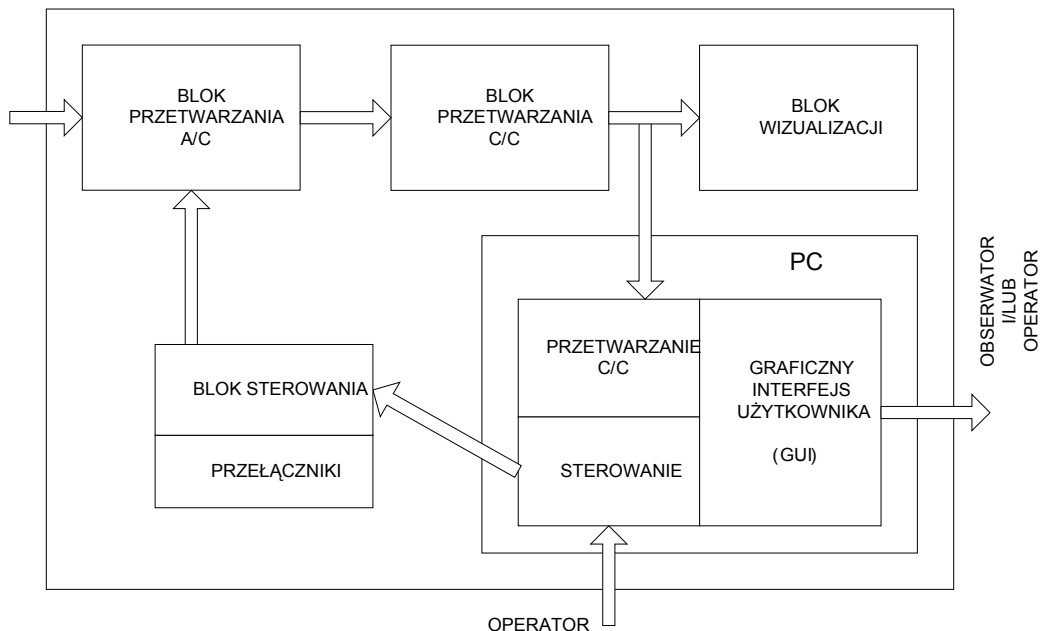 BLOK
PRZETWARZANIA
A/C
BLOK
PRZETWARZANIA
C/C
BLOK
WIZUALIZACJI
PC
PRZETWARZANIE
C/C
GRAFICZNY
INTERFEJS
UŻYTKOWNIKA
(GUI)
STEROWANIE
BLOK STEROWANIA
PRZEŁĄCZNIKI
OBSERWATOR
I/LUB
OPERATOR
OPERATOR